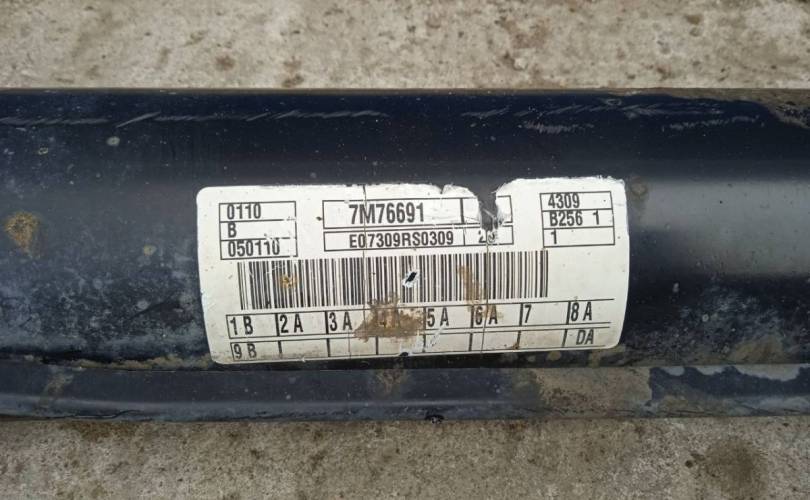 0110 7M76691 4309
B B256 1
050110 E07309RS0309 1
1 B 2 A 3 A 5 A 6 A 7 8 A
9 B DA